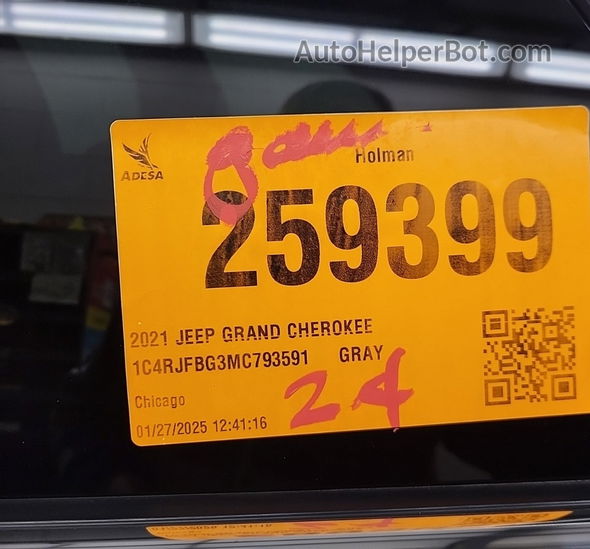 AutoHelperBot.com
Holman
ADESA
259399
2021 JEEP GRAND CHEROKEE
1C4RJFBG3MC793591 GRAY
24
Chicago
01/27/2025 12:41:16